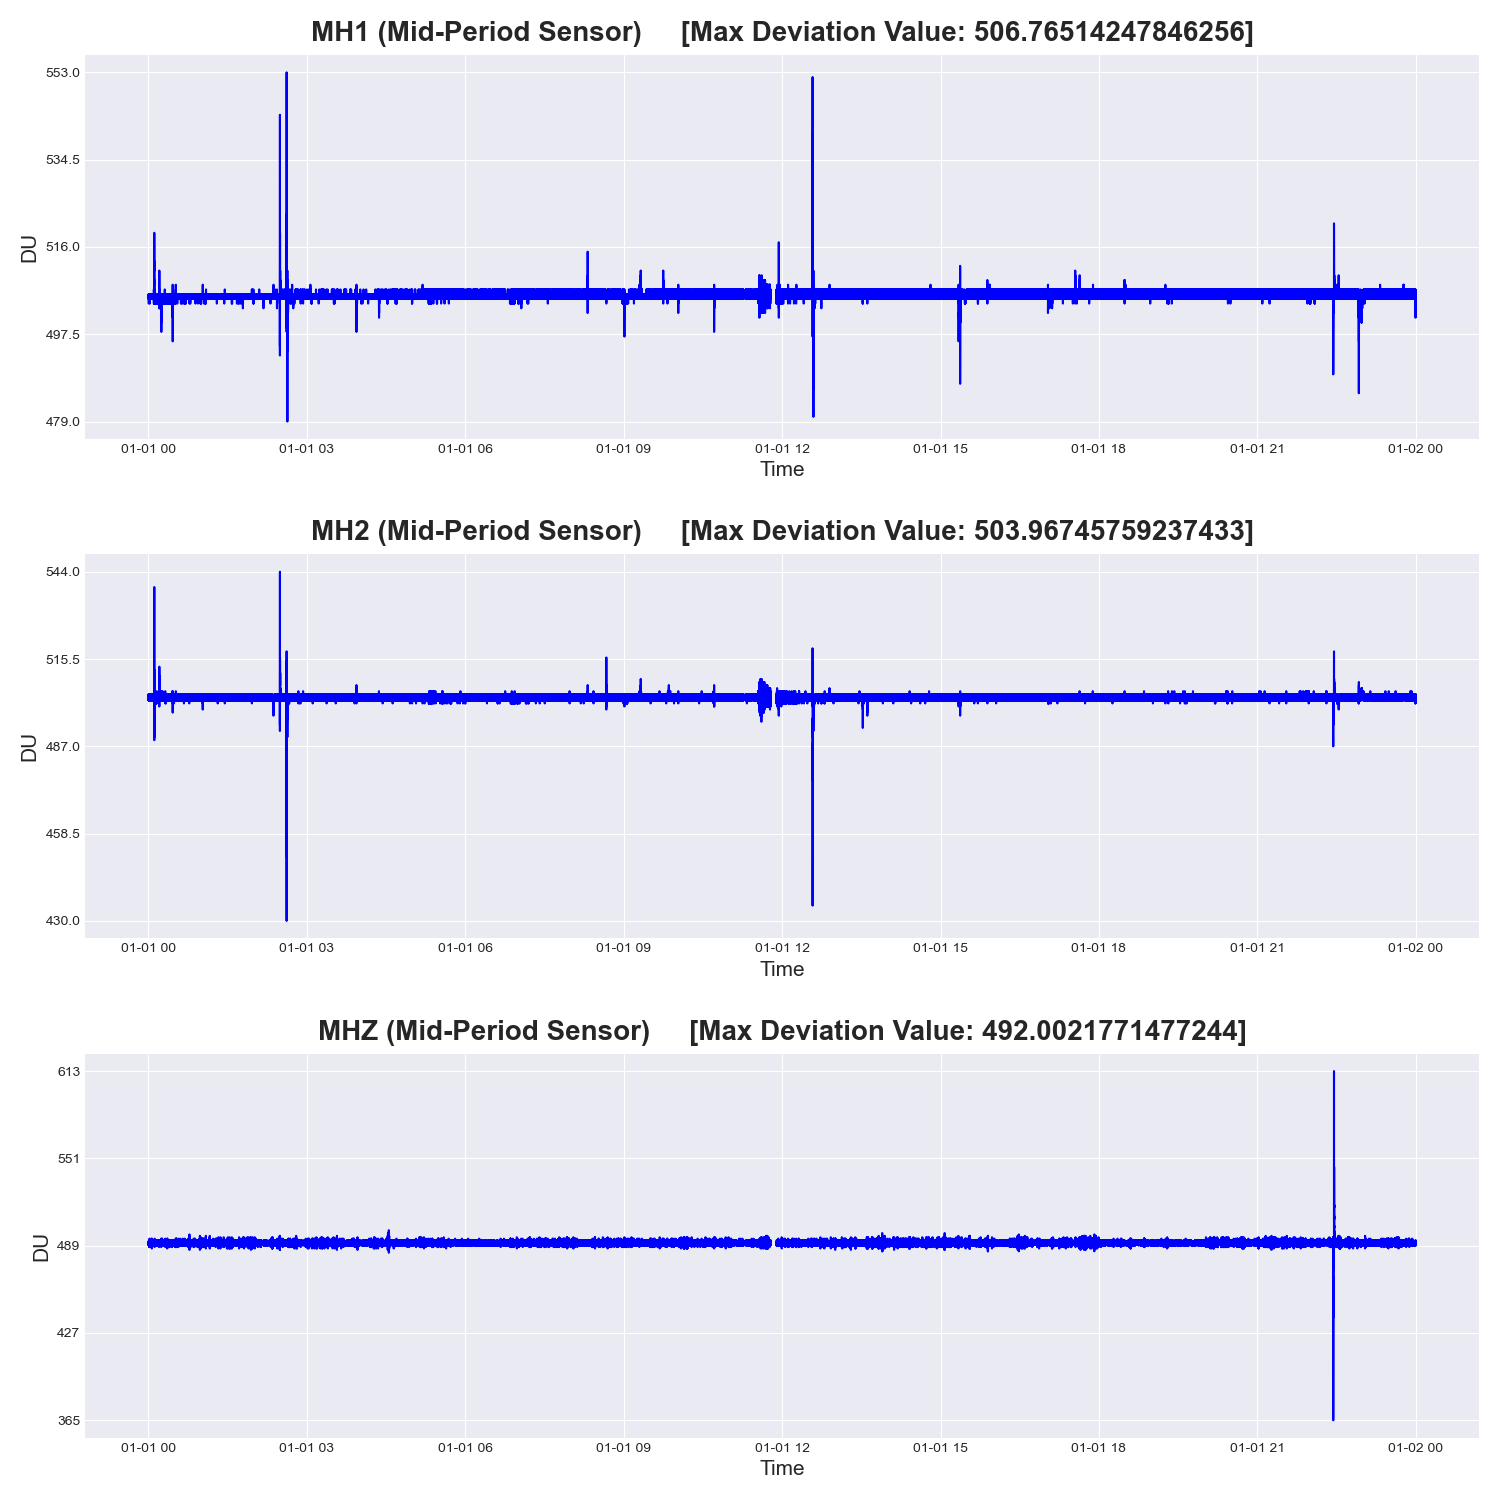 MH1 (Mid-Period Sensor) [Max Deviation Value: 506.76514247846256]
553.0
534.5
516.0
497.5
479.0
DU
01-01 00 01-01 03 01-01 06 01-01 09 01-01 12 01-01 15 01-01 18 01-01 21 01-02 00
Time
MH2 (Mid-Period Sensor) [Max Deviation Value: 503.96745759237433]
544.0
515.5
487.0
458.5
430.0
DU
01-01 00 01-01 03 01-01 06 01-01 09 01-01 12 01-01 15 01-01 18 01-01 21 01-02 00
Time
MHZ (Mid-Period Sensor) [Max Deviation Value: 492.0021771477244]
613
551
489
427
365
DU
01-01 00 01-01 03 01-01 06 01-01 09 01-01 12 01-01 15 01-01 18 01-01 21 01-02 00
Time